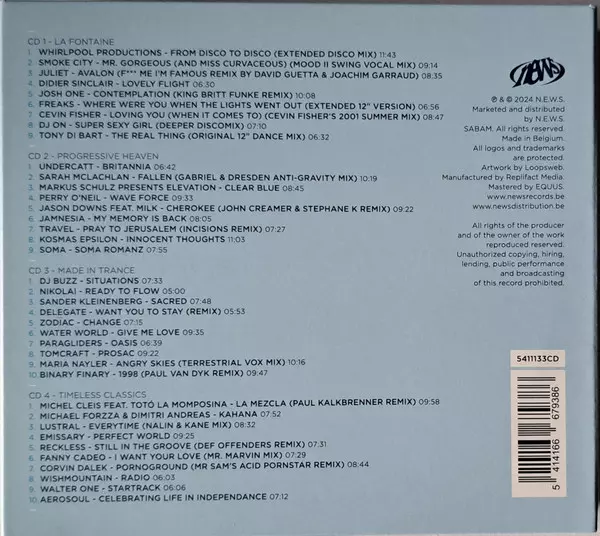 CD 1 - LA FONTAINE
1. WHIRLPOOL PRODUCTIONS - FROM DISCO TO DISCO (EXTENDED DISCO MIX) 11:43
2. SMOKE CITY - MR. GORGEOUS (AND MISS CURVACEOUS) (MOOD II SWING VOCAL MIX) 09:14
3. JULIET - AVALON (F*** ME I'M FAMOUS REMIX BY DAVID GUETTA & JOACHIM GARRAUD) 08:35
4. DIDIER SINCLAIR - LOVELY FLIGHT 06:30
5. JOSH ONE - CONTEMPLATION (KING BRITT FUNKE REMIX) 10:08
6. FREAKS - WHERE WERE YOU WHEN THE LIGHTS WENT OUT (EXTENDED 12" VERSION) 06:56
7. CEVIN FISHER - LOVING YOU (WHEN IT COMES TO) (CEVIN FISHER'S 2001 SUMMER MIX) 08:47
8. DJ ON - SUPER SEXY GIRL (DEEPER DISCOMIX) 07:10
9. TONY DI BART - THE REAL THING (ORIGINAL 12" DANCE MIX) 06:32
CD 2 - PROGRESSIVE HEAVEN
1. UNDERCATT - BRITANNIA 06:42
2. SARAH MCLACHLAN - FALLEN (GABRIEL & DRESDEN ANTI-GRAVITY MIX) 10:19
3. MARKUS SCHULZ PRESENTS ELEVATION - CLEAR BLUE 08:45
4. PERRY O'NEIL - WAVE FORCE 09:33
5. JASON DOWNS FEAT. MILK - CHEROKEE (JOHN CREAMER & STEPHANE K REMIX) 09:22
6. JAMNESIA - MY MEMORY IS BACK 08:05
7. TRAVEL - PRAY TO JERUSALEM (INCISIONS REMIX) 07:27
8. KOSMAS EPSILON - INNOCENT THOUGHTS 11:03
9. SOMA - SOMA ROMANZ 07:55
CD 3 - MADE IN TRANCE
1. DJ BUZZ - SITUATIONS 07:33
2. NIKOLAI - READY TO FLOW 05:00
3. SANDER KLEINENBERG - SACRED 07:48
4. DELEGATE - WANT YOU TO STAY (REMIX) 05:53
5. ZODIAC - CHANGE 07:15
6. WATER WORLD - GIVE ME LOVE 09:35
7. PARAGLIDERS - OASIS 06:39
8. TOMCRAFT - PROSAC 09:22
9. MARIA NAYLER - ANGRY SKIES (TERRESTRIAL VOX MIX) 10:16
10. BINARY FINARY - 1998 (PAUL VAN DYK REMIX) 09:47
CD 4 - TIMELESS CLASSICS
1. MICHEL CLEIS FEAT. TOTÓ LA MOMPOSINA - LA MEZCLA (PAUL KALKBRENNER REMIX) 09:58
2. MICHAEL FORZZA & DIMITRI ANDREAS - KAHANA 07:52
3. LUSTRAL - EVERYTIME (NALIN & KANE MIX) 08:32
4. EMISSARY - PERFECT WORLD 09:25
5. RECKLESS - STILL IN THE GROOVE (DEF OFFENDERS REMIX) 07:31
6. FANNY CADEO - I WANT YOUR LOVE (MR. MARVIN MIX) 07:29
7. CORVIN DALEK - PORNOGROUND (MR SAM'S ACID PORNSTAR REMIX) 08:44
8. WISHMOUNTAIN - RADIO 06:03
9. WALTER ONE - STARTRACK 06:06
10. AEROSOUL - CELEBRATING LIFE IN INDEPENDANCE 07:12
NEWS
℗ & © 2024 N.E.W.S.
Marketed and distributed
by N.E.W.S.
SABAM. All rights reserved.
Made in Belgium.
All logos and trademarks
are protected.
Artwork by Loopsweb.
Manufactured by Replifact Media.
Mastered by EQUUS.
www.newsrecords.be
www.newsdistribution.be
All rights of the producer
and of the owner of the work
reproduced reserved.
Unauthorized copying, hiring,
lending, public performance
and broadcasting
of this record prohibited.
5411133CD
5 414166 679386